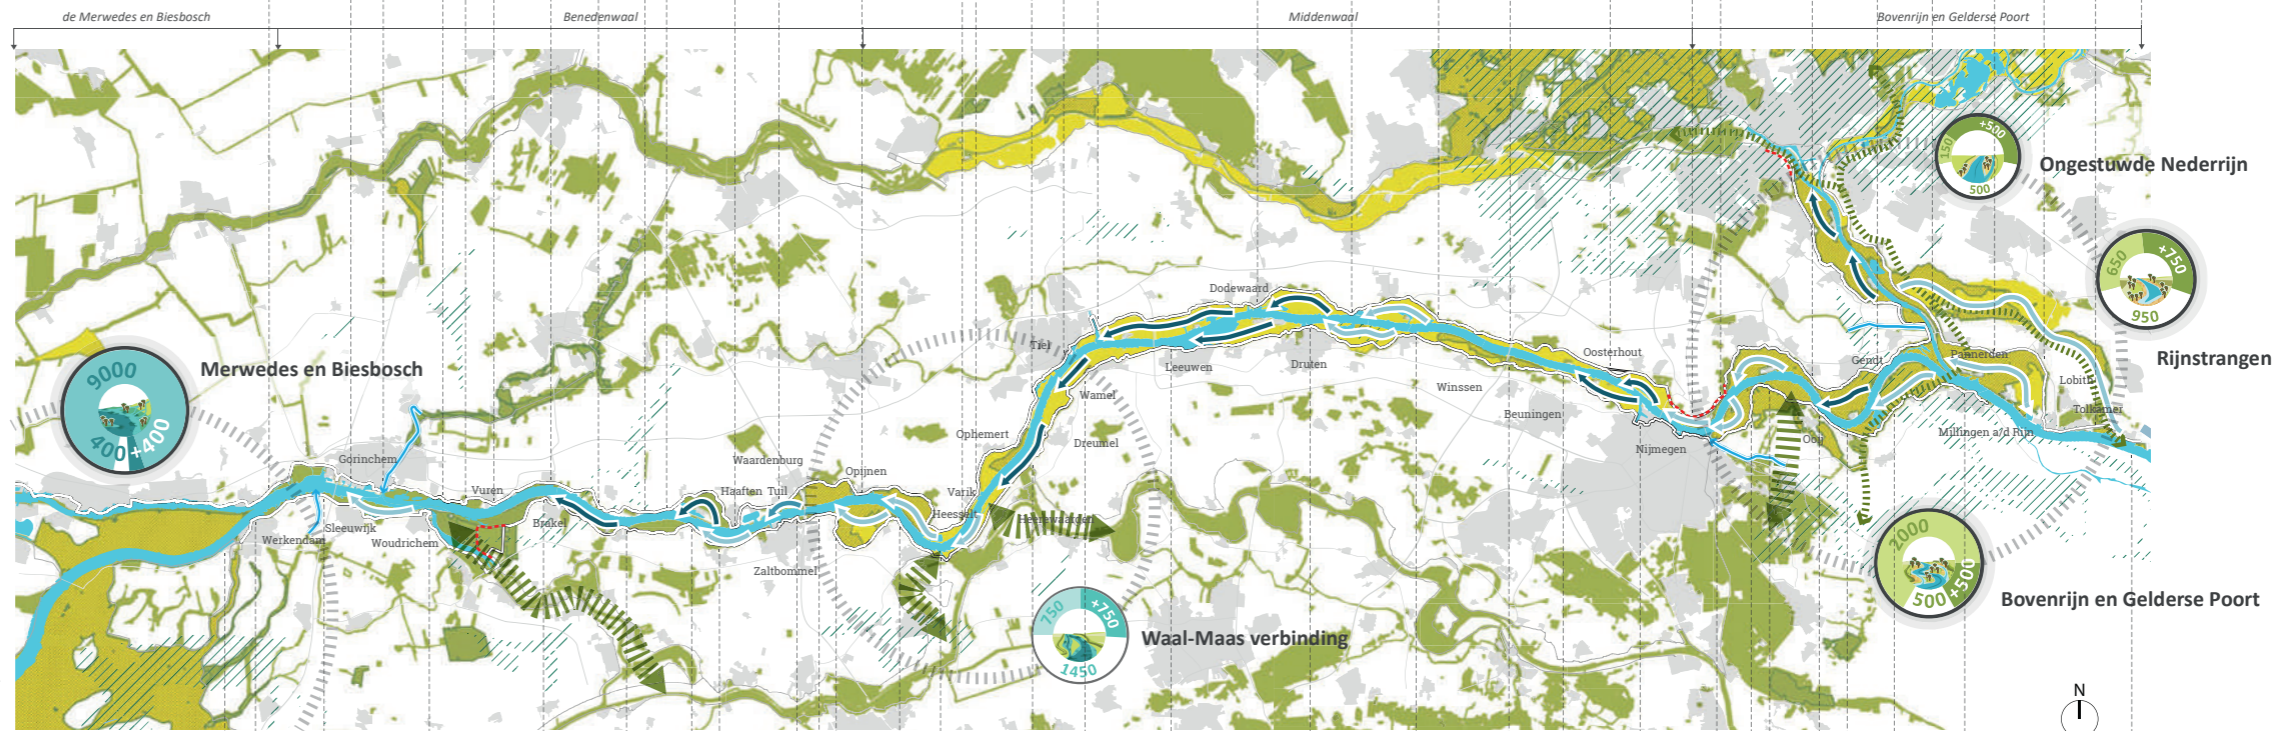 de Merwedes en Biesbosch
Benedenwaal
Middenwaal
Bovenrijn en Gelderse Poort
+500
150
500
Ongestuwde Nederrijn
+750
650
950
Rijnstrangen
9000
400
+400
Merwedes en Biesbosch
Dodewaard
Tiel
Leeuwen
Druten
Oosterhout
Gendt
Pannerden
Lobith
Tolkamer
Winssen
Beuningen
Wamel
Ophemert
Dreumel
Nijmegen
Ooij
Millingen a/d Rijn
Gorinchem
Waardenburg
Opijnen
Vuren
Haaften
Tuil
Varik
Heesselt
Heerewaarden
Sleeuwijk
Brakel
Werkendam
Woudrichem
Zaltbommel
2000
500
+500
Bovenrijn en Gelderse Poort
750
+750
1450
Waal-Maas verbinding
N